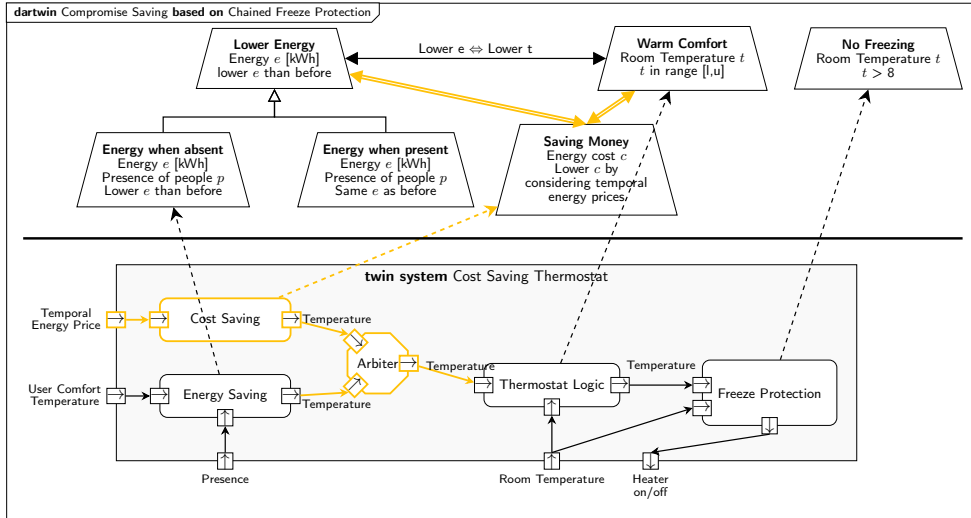 dartwin Compromise Saving based on Chained Freeze Protection
Lower Energy
Energy e [kWh]
lower e than before
Lower e ⇔ Lower t
Warm Comfort
Room Temperature t
t in range [l,u]
No Freezing
Room Temperature t
t > 8
Energy when absent
Energy e [kWh]
Presence of people p
Lower e than before
Energy when present
Energy e [kWh]
Presence of people p
Same e as before
Saving Money
Energy cost c
Lower c by
considering temporal
energy prices
twin system Cost Saving Thermostat
Temporal
Energy Price
Cost Saving
Temperature
Arbiter
Temperature
User Comfort
Temperature
Energy Saving
Temperature
Thermostat Logic
Temperature
Freeze Protection
Presence
Room Temperature
Heater
on/off